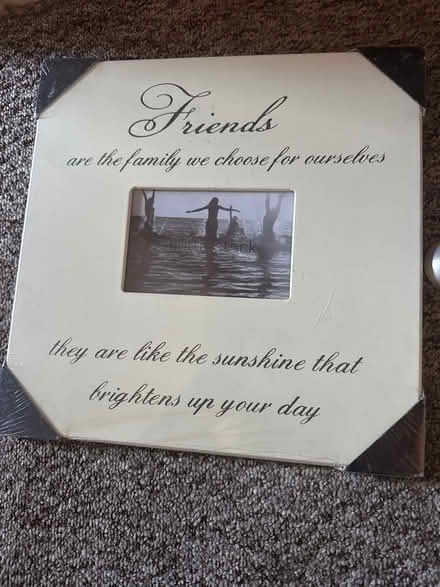 Friends
are the family we choose for ourselves
they are like the sunshine that
brightens up your day